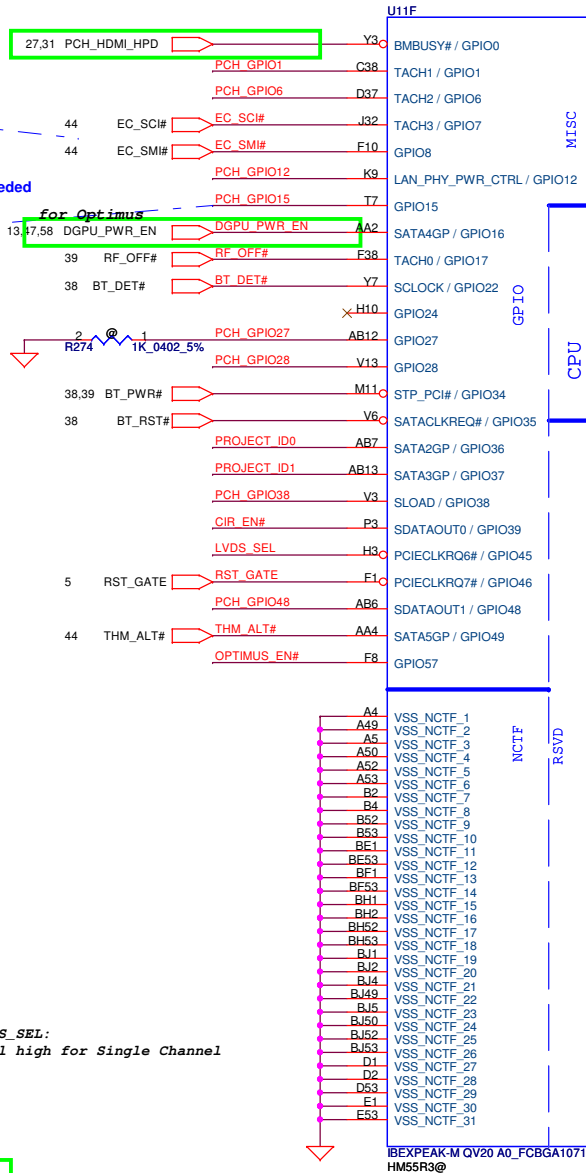 U11F
27,31 PCH_HDMI_HPD Y3 BMBUSY# / GPIO0
PCH_GPIO1 C38 TACH1 / GPIO1
PCH_GPIO6 D37 TACH2 / GPIO6
44 EC_SCI# EC_SCI# J32 TACH3 / GPIO7
MISC
44 EC_SMI# EC_SMI# F10 GPIO8
PCH_GPIO12 K9 LAN_PHY_PWR_CTRL / GPIO12
eded
PCH_GPIO15 T7 GPIO15
for Optimus
13,47,58 DGPU_PWR_EN DGPU_PWR_EN AA2 SATA4GP / GPIO16
39 RF_OFF# RF_OFF# F38 TACH0 / GPIO17
38 BT_DET# BT_DET# Y7 SCLOCK / GPIO22
H10 GPIO24
GPIO
2 @ 1 PCH_GPIO27 AB12 GPIO27
R274 1K_0402_5%
PCH_GPIO28 V13 GPIO28
CPU
38,39 BT_PWR# M11 STP_PCI# / GPIO34
38 BT_RST# V6 SATACLKREQ# / GPIO35
PROJECT_ID0 AB7 SATA2GP / GPIO36
PROJECT_ID1 AB13 SATA3GP / GPIO37
PCH_GPIO38 V3 SLOAD / GPIO38
CIR_EN# P3 SDATAOUT0 / GPIO39
LVDS_SEL H3 PCIECLKRQ6# / GPIO45
5 RST_GATE RST_GATE F1 PCIECLKRQ7# / GPIO46
PCH_GPIO48 AB6 SDATAOUT1 / GPIO48
44 THM_ALT# THM_ALT# AA4 SATA5GP / GPIO49
OPTIMUS_EN# F8 GPIO57
A4 VSS_NCTF_1
A49 VSS_NCTF_2
A5 VSS_NCTF_3
A50 VSS_NCTF_4
A52 VSS_NCTF_5
A53 VSS_NCTF_6
B2 VSS_NCTF_7
B4 VSS_NCTF_8
B52 VSS_NCTF_9
B53 VSS_NCTF_10
BE1 VSS_NCTF_11
BE53 VSS_NCTF_12
BF1 VSS_NCTF_13
BF53 VSS_NCTF_14
BH1 VSS_NCTF_15
BH2 VSS_NCTF_16
BH52 VSS_NCTF_17
BH53 VSS_NCTF_18
BJ1 VSS_NCTF_19
BJ2 VSS_NCTF_20
BJ4 VSS_NCTF_21
BJ49 VSS_NCTF_22
BJ5 VSS_NCTF_23
BJ50 VSS_NCTF_24
BJ52 VSS_NCTF_25
BJ53 VSS_NCTF_26
D1 VSS_NCTF_27
D2 VSS_NCTF_28
D53 VSS_NCTF_29
E1 VSS_NCTF_30
E53 VSS_NCTF_31
NCTF
RSVD
S_SEL:
l high for Single Channel
IBEXPEAK-M QV20 A0_FCBGA1071
HM55R3@